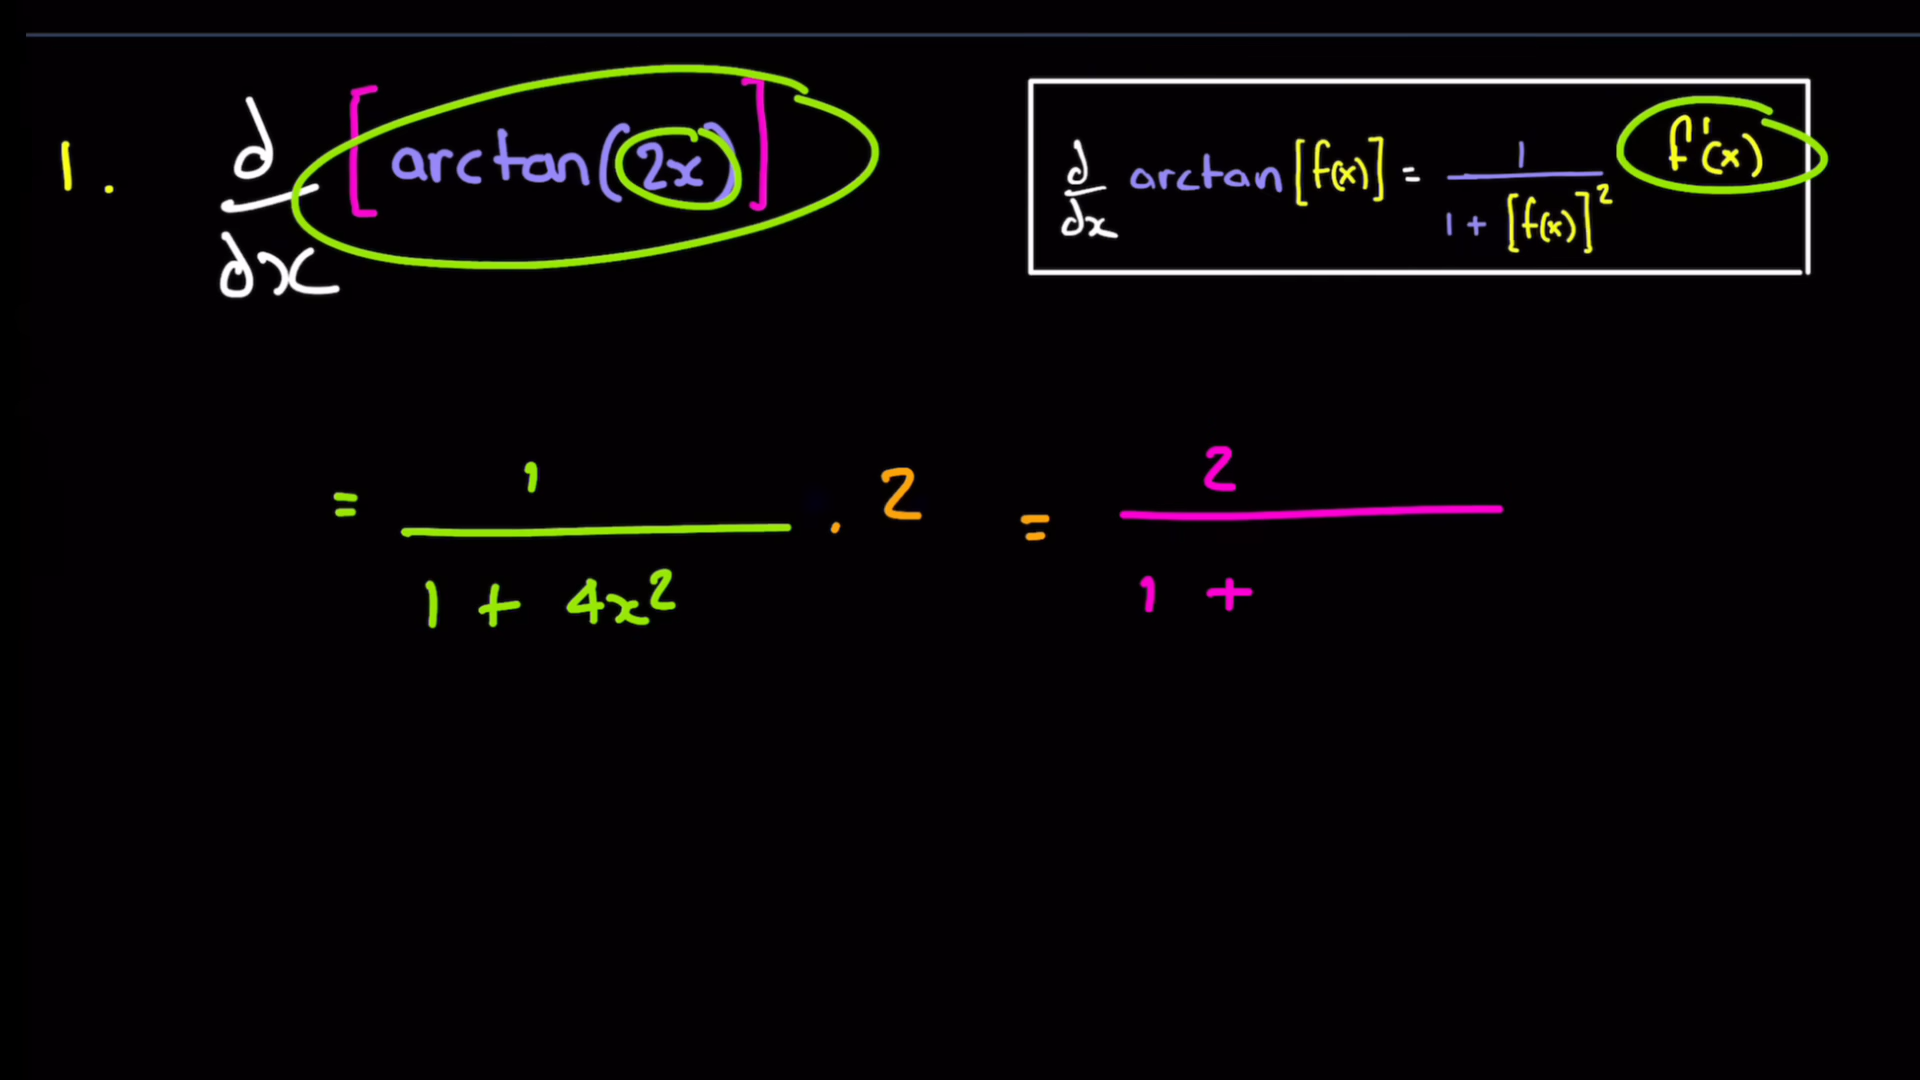 1. d/dx [arctan(2x)]
d/dx arctan[f(x)] = 1/(1 + [f(x)]²) f'(x)
= 1/(1 + 4x²) . 2 = 2/(1 +